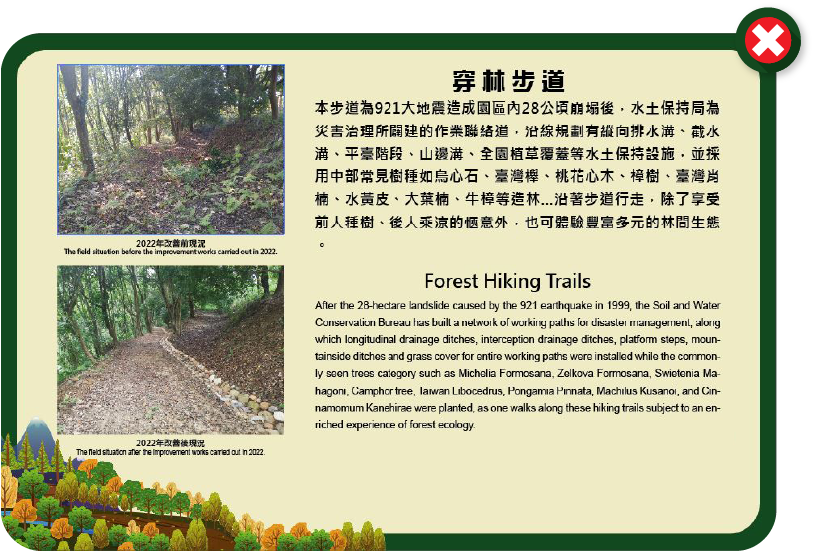 穿林步道
本步道為921大地震造成園區內28公頃崩塌後，水土保持局為
災害治理所闢建的作業聯絡道，沿線規劃有縱向排水溝、截水
溝、平臺階段、山邊溝、全園植草覆蓋等水土保持設施，並採
用中部常見樹種如烏心石、臺灣櫸、桃花心木、樟樹、臺灣肖
楠、水黃皮、大葉楠、牛樟等造林...沿著步道行走，除了享受
前人種樹、後人乘涼的愜意外，也可體驗豐富多元的林間生態
。
2022年改善前現況
The field situation before the improvement works carried out in 2022.
Forest Hiking Trails
After the 28-hectare landslide caused by the 921 earthquake in 1999, the Soil and Water
Conservation Bureau has built a network of working paths for disaster management, along
which longitudinal drainage ditches, interception drainage ditches, platform steps, moun-
tainside ditches and grass cover for entire working paths were installed while the common-
ly seen trees category such as Michelia Formosana, Zelkova Formosana, Swietenia Ma-
hagoni, Camphor tree, Taiwan Libocedrus, Pongamia Pinnata, Machilus Kusanoi, and Cin-
namomum Kanehirae were planted, as one walks along these hiking trails subject to an en-
riched experience of forest ecology.
2022年改善後現況
The field situation after the improvement works carried out in 2022.